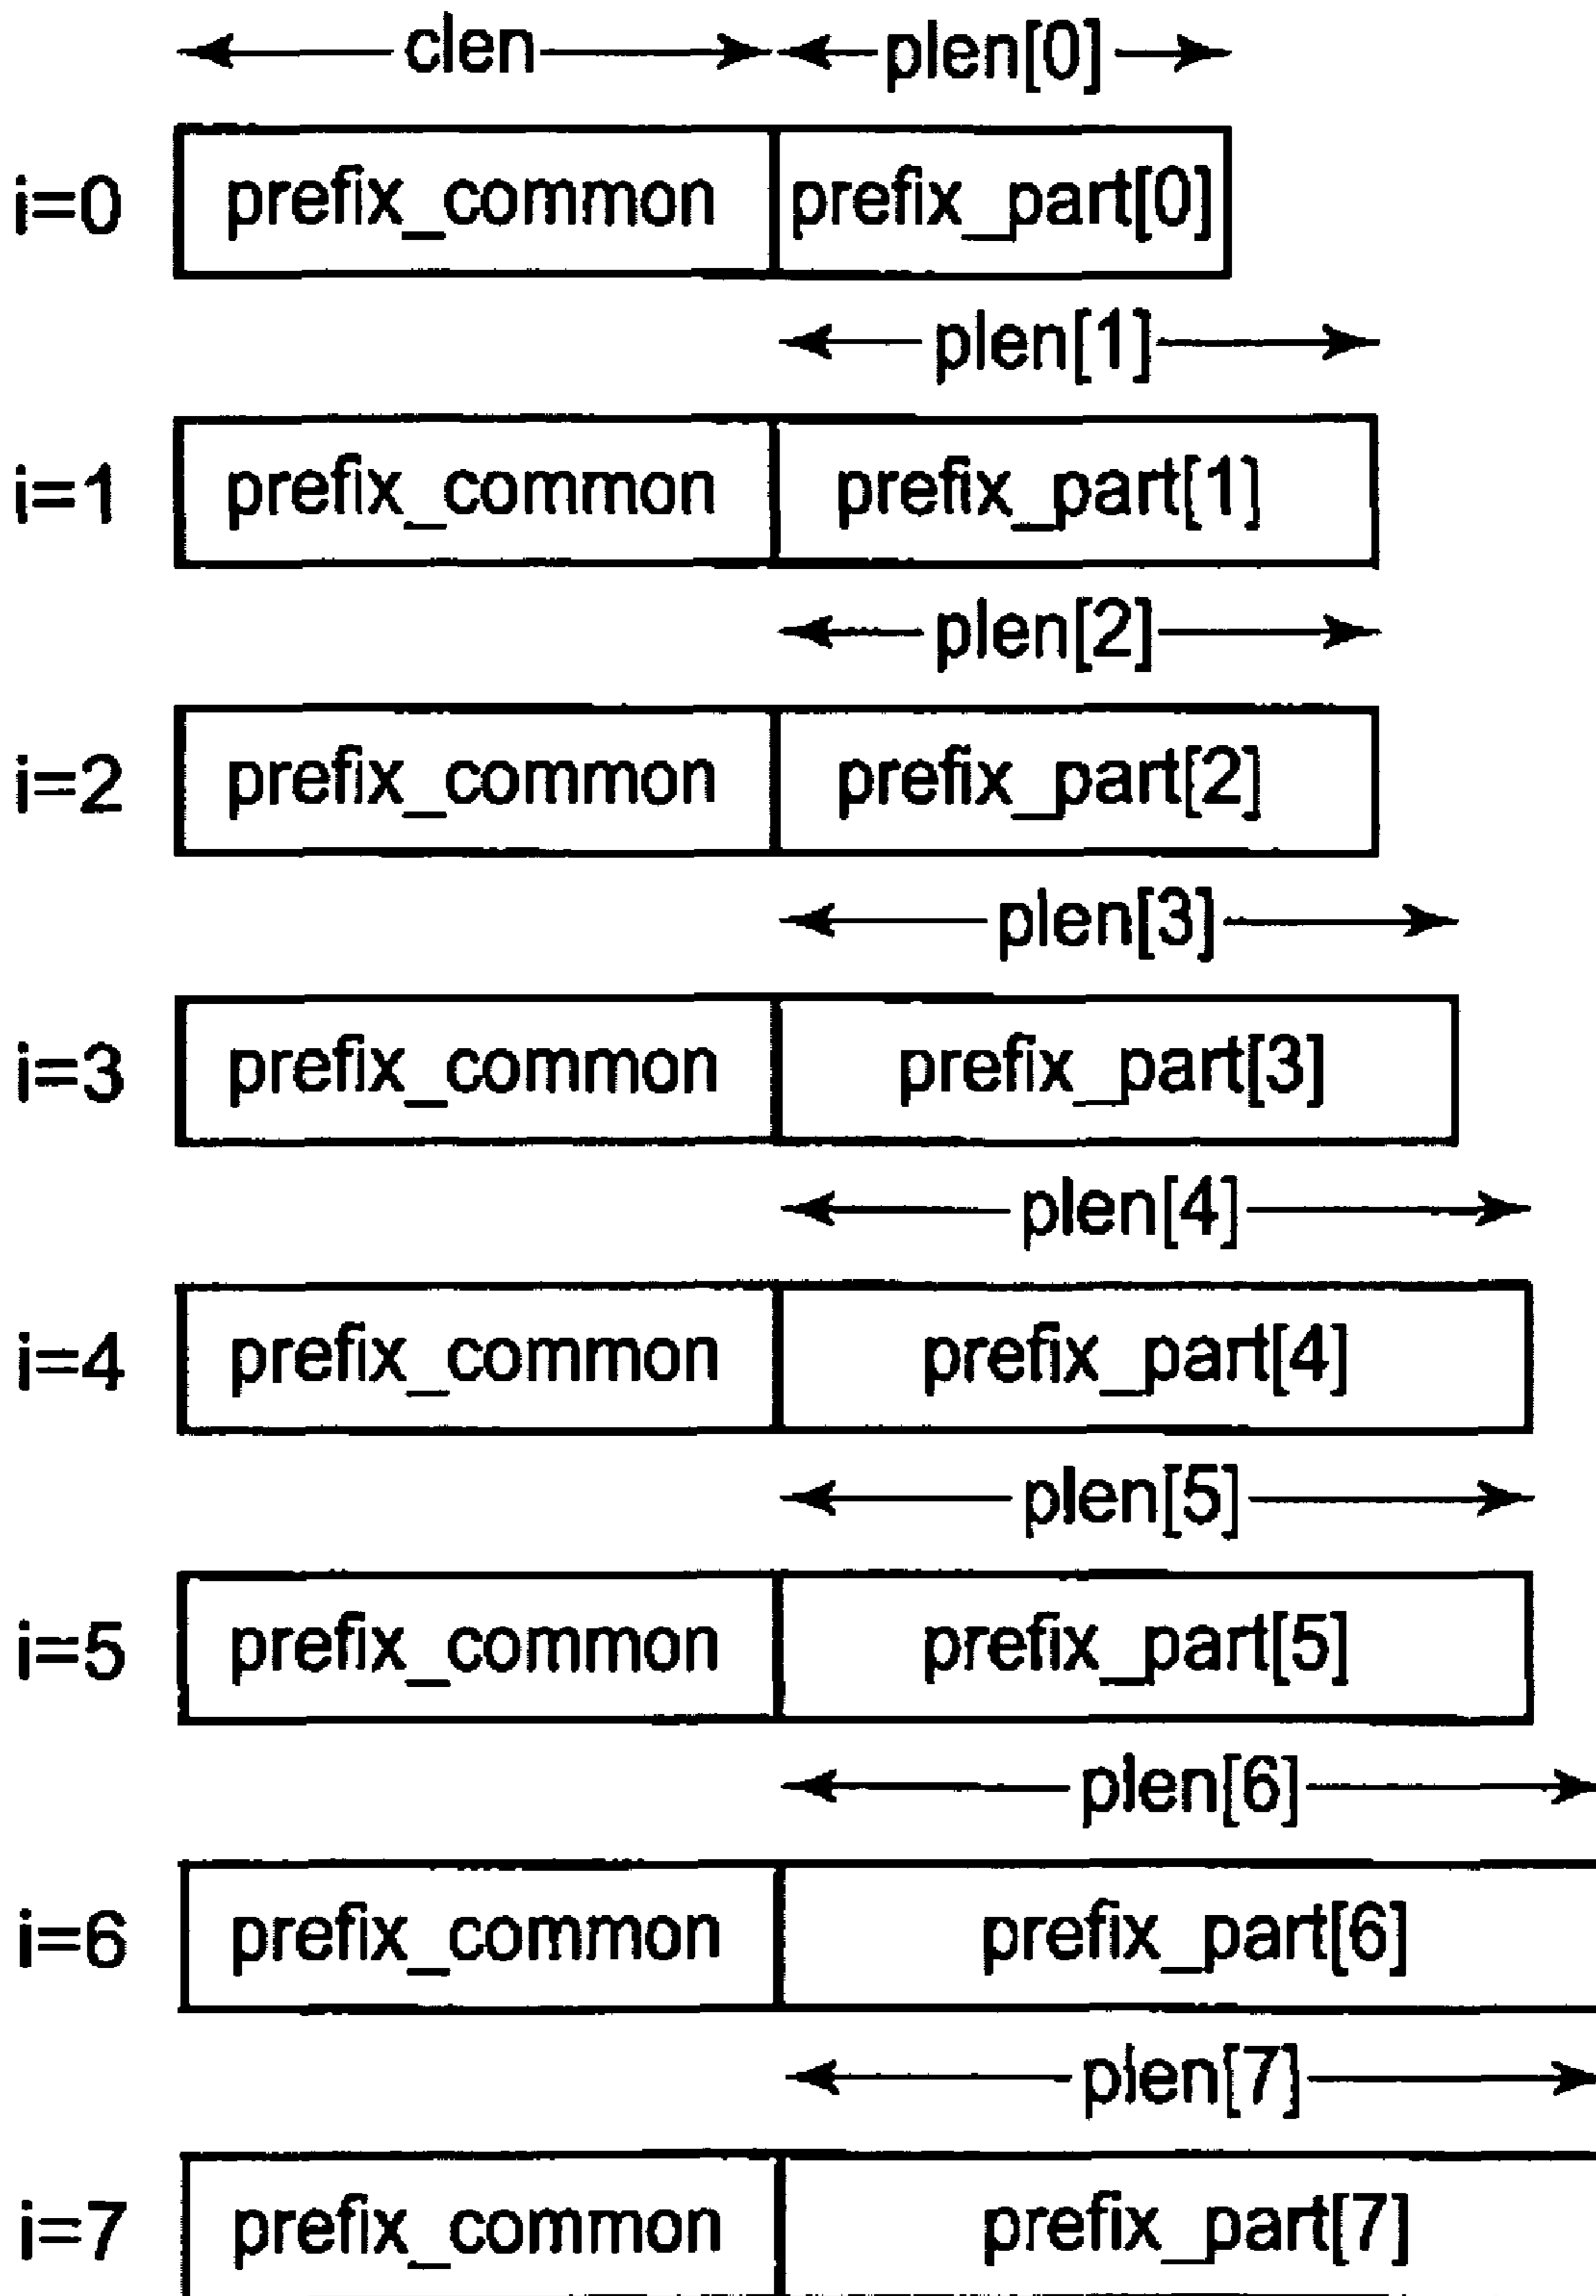 clen plen[0]
i=0 prefix_common prefix_part[0]
plen[1]
i=1 prefix_common prefix_part[1]
plen[2]
i=2 prefix_common prefix_part[2]
plen[3]
i=3 prefix_common prefix_part[3]
plen[4]
i=4 prefix_common prefix_part[4]
plen[5]
i=5 prefix_common prefix_part[5]
plen[6]
i=6 prefix_common prefix_part[6]
plen[7]
i=7 prefix_common prefix_part[7]